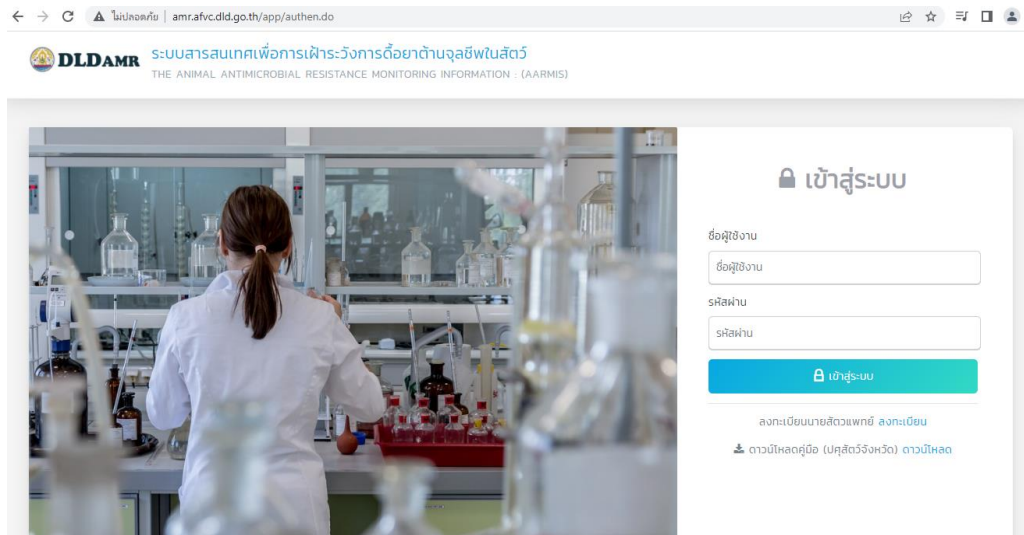 ไม่ปลอดภัย | amr.afvc.dld.go.th/app/authen.do
DLDAMR
ระบบสารสนเทศเพื่อการเฝ้าระวังการดื้อยาต้านจุลชีพในสัตว์
THE ANIMAL ANTIMICROBIAL RESISTANCE MONITORING INFORMATION : (AARMIS)
เข้าสู่ระบบ
ชื่อผู้ใช้งาน
ชื่อผู้ใช้งาน
รหัสผ่าน
รหัสผ่าน
เข้าสู่ระบบ
ลงทะเบียนนายสัตวแพทย์ ลงทะเบียน
ดาวน์โหลดคู่มือ (ปศุสัตว์จังหวัด) ดาวน์โหลด